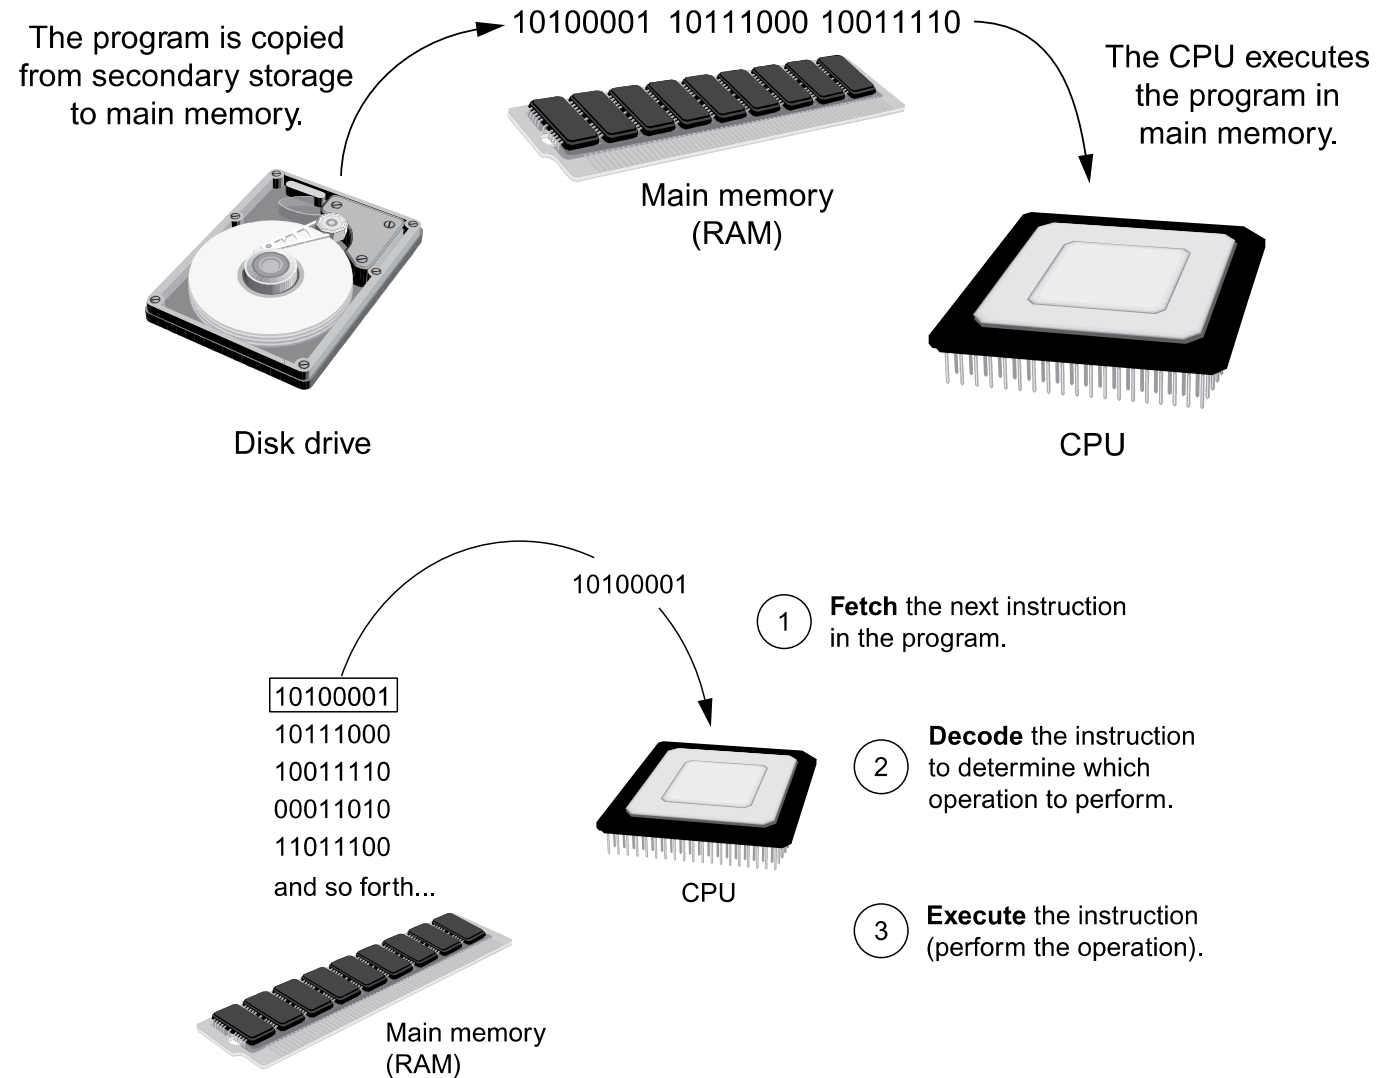 The program is copied
from secondary storage
to main memory.
10100001 10111000 10011110
The CPU executes
the program in
main memory.
Main memory
(RAM)
Disk drive
CPU
10100001
1
Fetch the next instruction
in the program.
10100001
10111000
10011110
00011010
11011100
and so forth...
2
Decode the instruction
to determine which
operation to perform.
CPU
3
Execute the instruction
(perform the operation).
Main memory
(RAM)